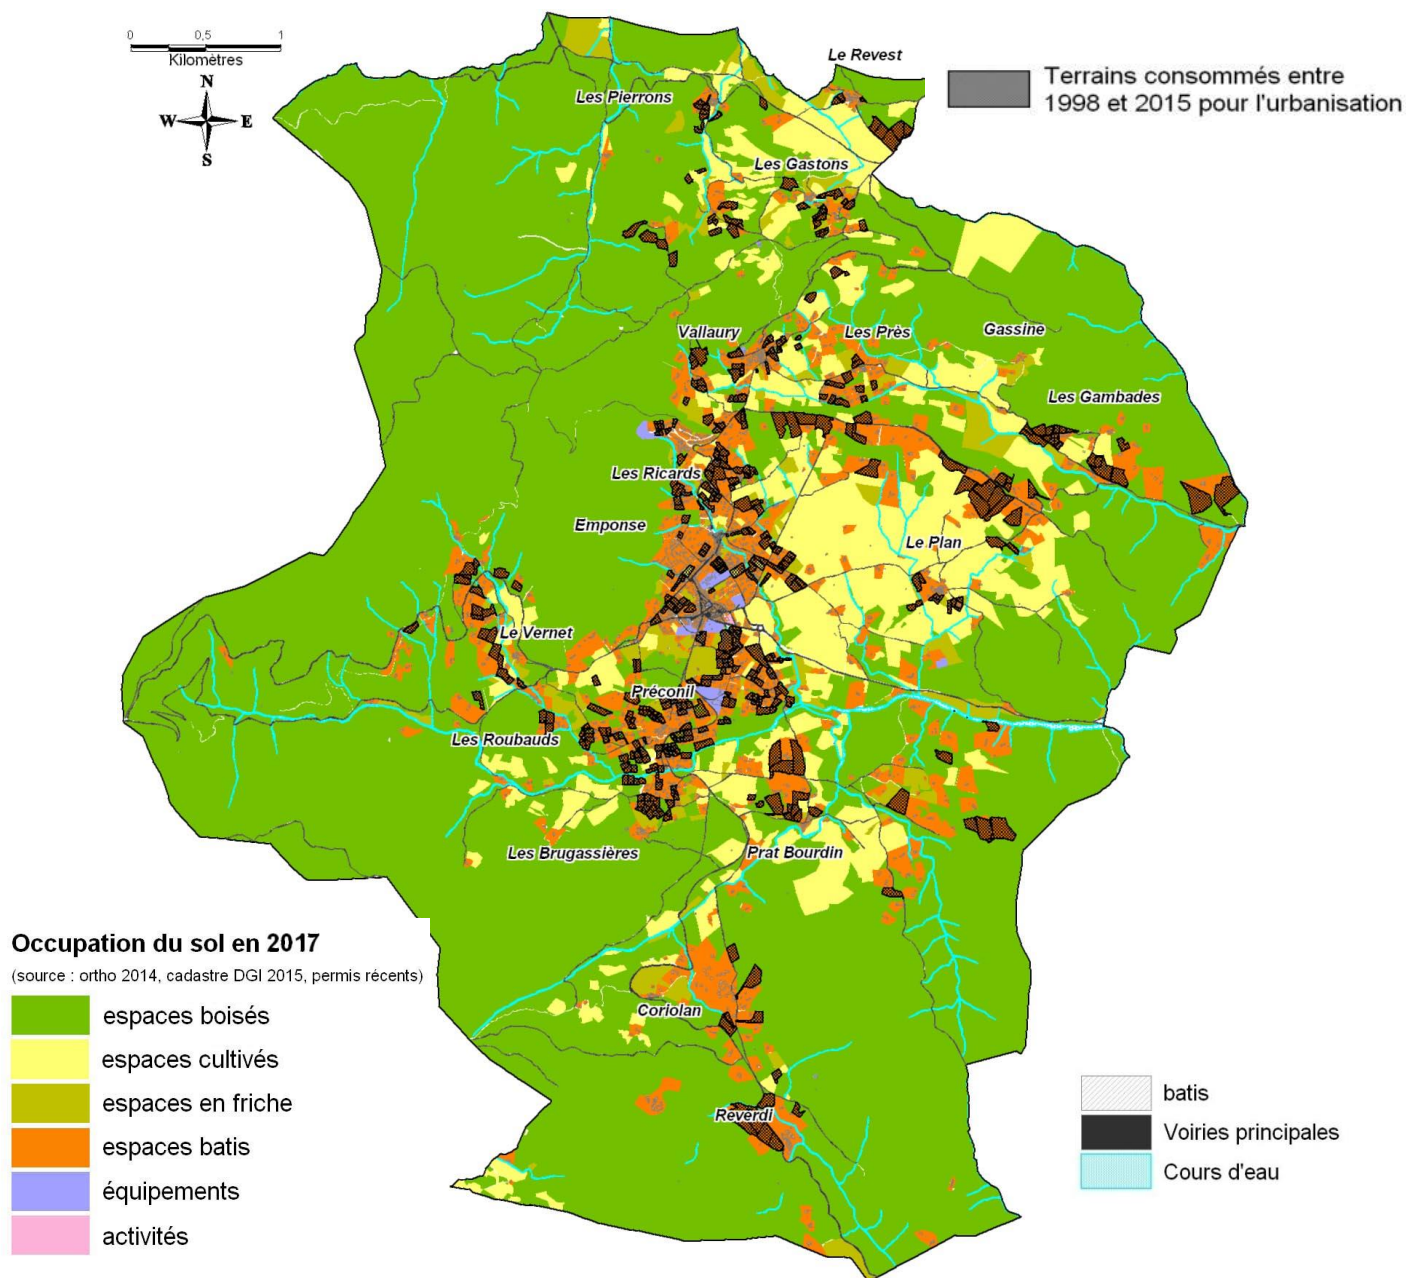 0 0,5 1
Kilomètres
N
W E
S
Le Revest
Terrains consommés entre
1998 et 2015 pour l'urbanisation
Les Pierrons
Les Gastons
Vallaury
Les Près
Gassine
Les Gambades
Les Ricards
Emponse
Le Plan
Le Vernet
Préconil
Les Roubauds
Les Brugassières
Prat Bourdin
Coriolan
Reverdi
Occupation du sol en 2017
(source : ortho 2014, cadastre DGI 2015, permis récents)
espaces boisés
espaces cultivés
espaces en friche
espaces batis
équipements
activités
batis
Voiries principales
Cours d'eau